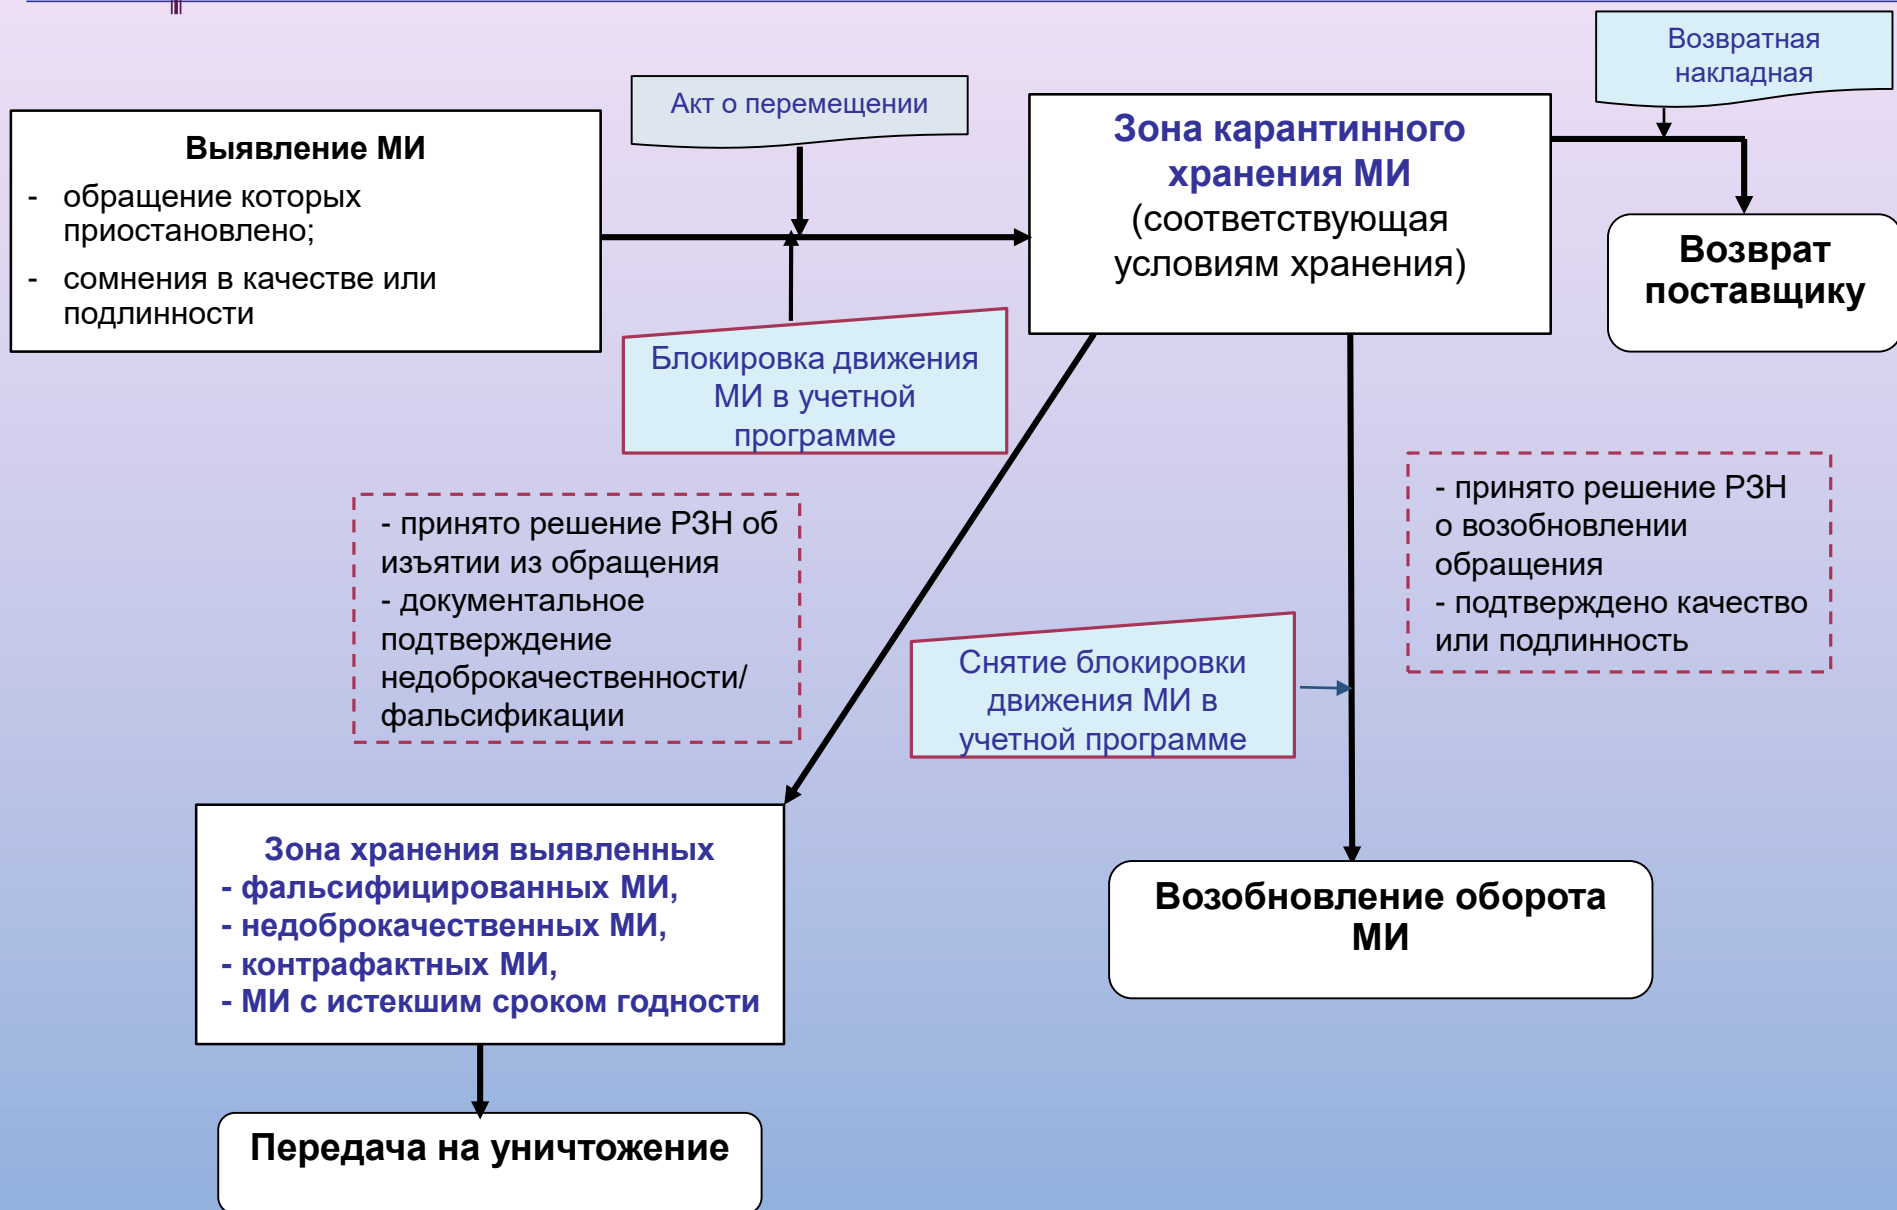 Возвратная
накладная
Акт о перемещении
Выявление МИ
- обращение которых
приостановлено;
- сомнения в качестве или
подлинности
Зона карантинного
хранения МИ
(соответствующая
условиям хранения)
Возврат
поставщику
Блокировка движения
МИ в учетной
программе
- принято решение РЗН об
изъятии из обращения
- документальное
подтверждение
недоброкачественности/
фальсификации
- принято решение РЗН
о возобновлении
обращения
- подтверждено качество
или подлинность
Снятие блокировки
движения МИ в
учетной программе
Зона хранения выявленных
- фальсифицированных МИ,
- недоброкачественных МИ,
- контрафактных МИ,
- МИ с истекшим сроком годности
Возобновление оборота
МИ
Передача на уничтожение